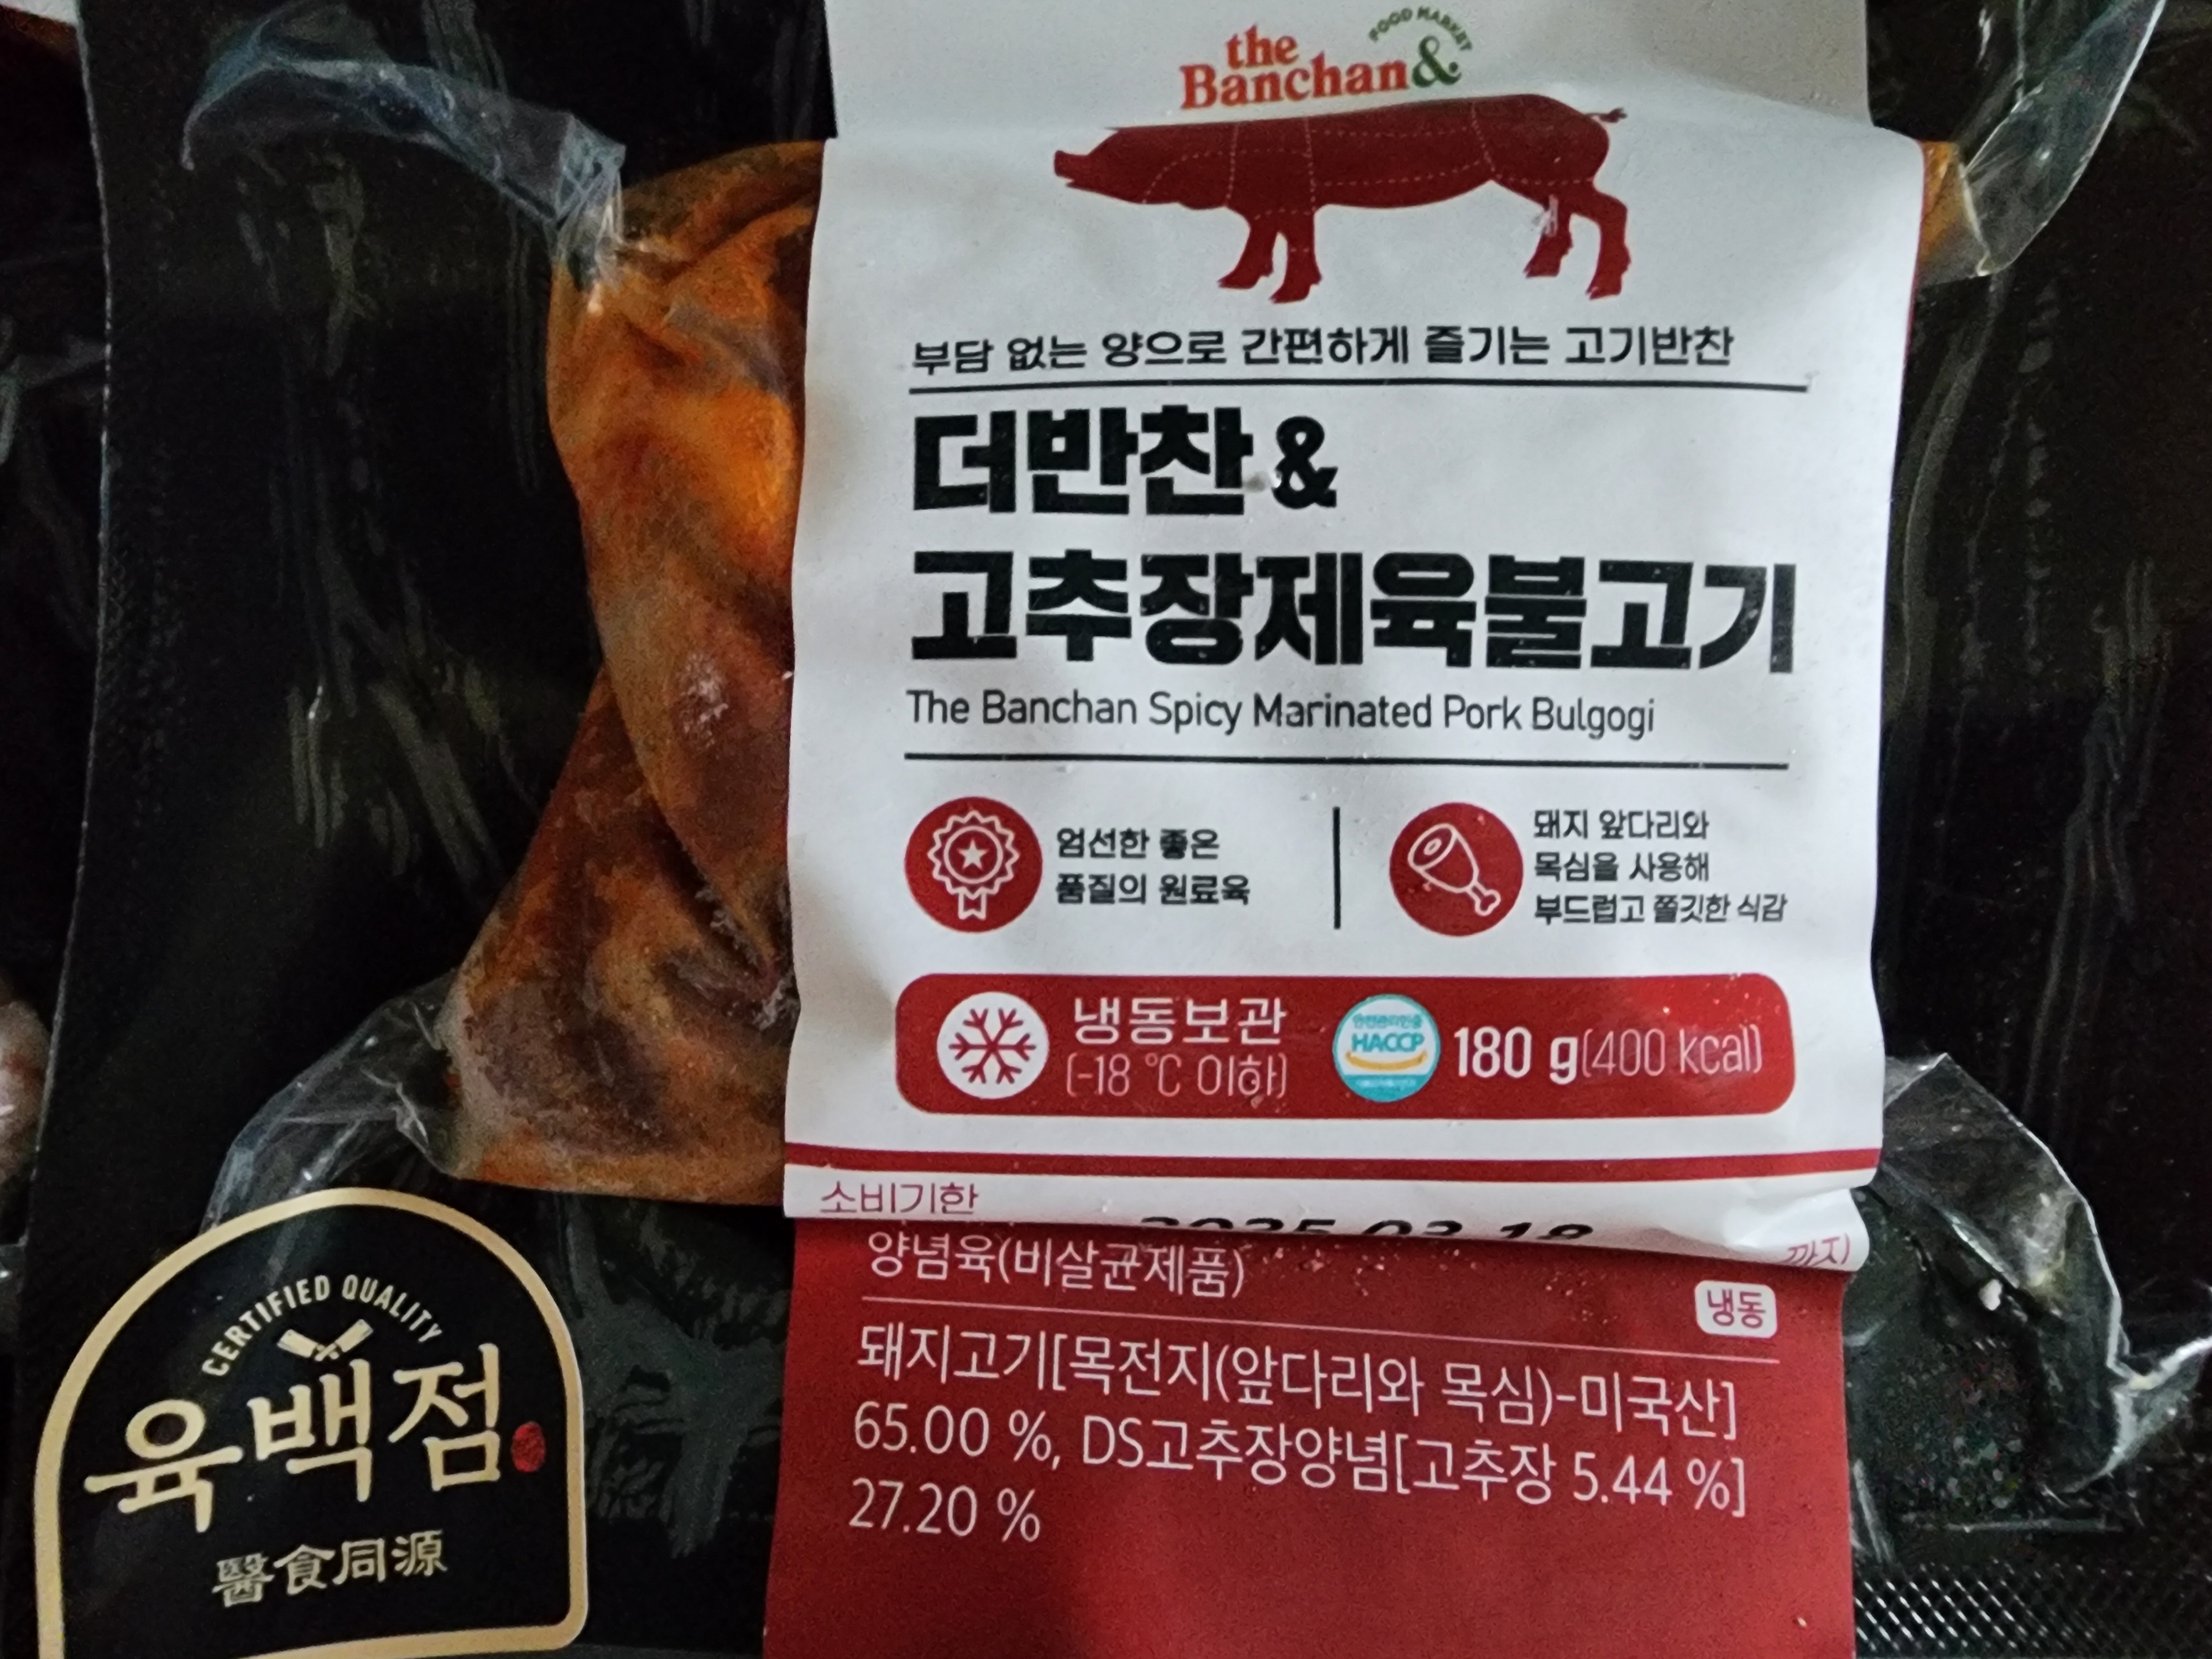 the
Banchan&
FOOD MARKET
부담 없는 양으로 간편하게 즐기는 고기반찬
더반찬&
고추장제육불고기
The Banchan Spicy Marinated Pork Bulgogi
엄선한 좋은
품질의 원료육
돼지 앞다리와
목심을 사용해
부드럽고 쫄깃한 식감
냉동보관
(-18 ℃ 이하)
HACCP
180 g(400 kcal)
소비기한
2025.03.18
까지
양념육(비살균제품)
냉동
돼지고기[목전지(앞다리와 목심)-미국산]
65.00 %, DS고추장양념[고추장 5.44 %]
27.20 %
CERTIFIED QUALITY
육백점
醫食同源